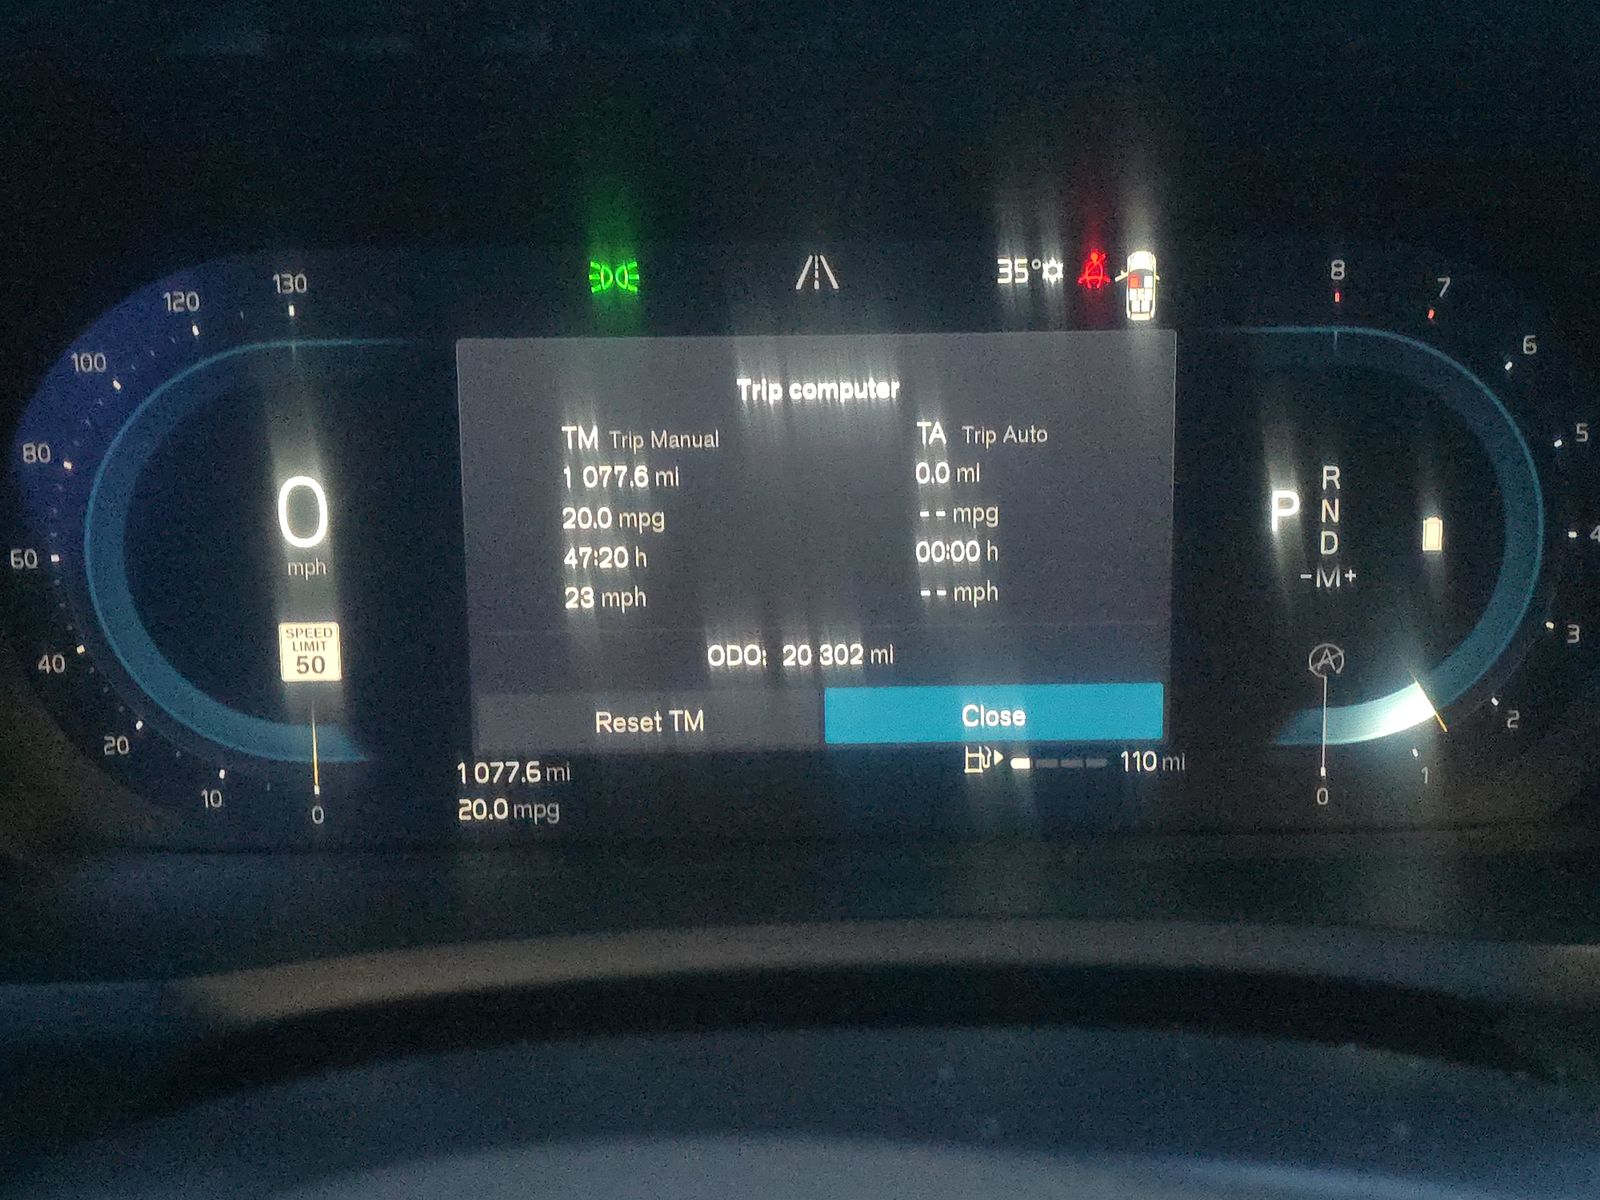 35°
130
120
100
80
60
40
20
10
0
0
mph
SPEED
LIMIT
50
Trip computer
TM Trip Manual
1 077.6 mi
20.0 mpg
47:20 h
23 mph
TA Trip Auto
0.0 mi
-- mpg
00:00 h
-- mph
ODO: 20 302 mi
Reset TM
Close
1 077.6 mi
20.0 mpg
110 mi
P
R
N
D
-M+
A
8
7
6
5
4
3
2
1
0